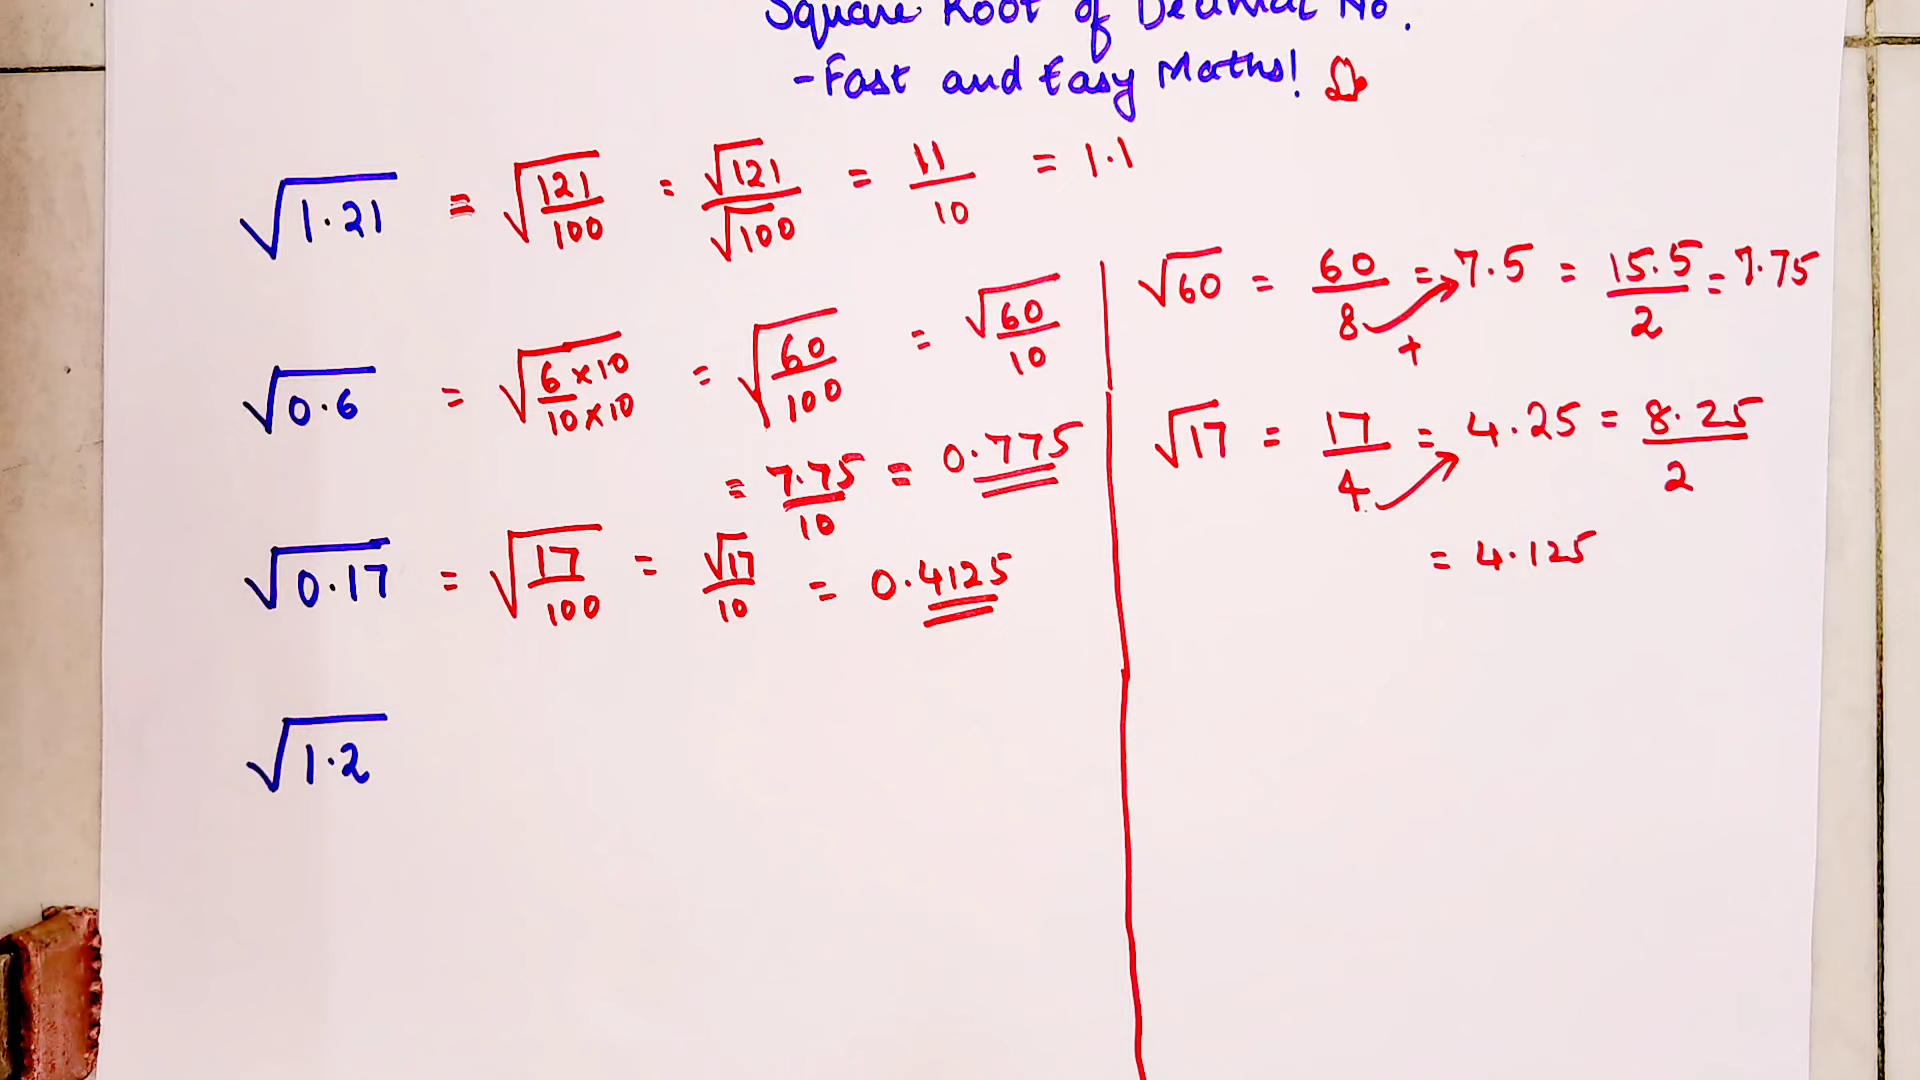 Square Root of Decimal No.
- Fast and Easy Maths!
√1.21 = √(121/100) = √121/√100 = 11/10 = 1.1
√0.6 = √(6×10/10×10) = √(60/100) = √60/10
= 7.75/10 = 0.775
√0.17 = √(17/100) = √17/10 = 0.4125
√1.2
√60 = 60/8 = 7.5 = 15.5/2 = 7.75
+
√17 = 17/4 = 4.25 = 8.25/2
= 4.125